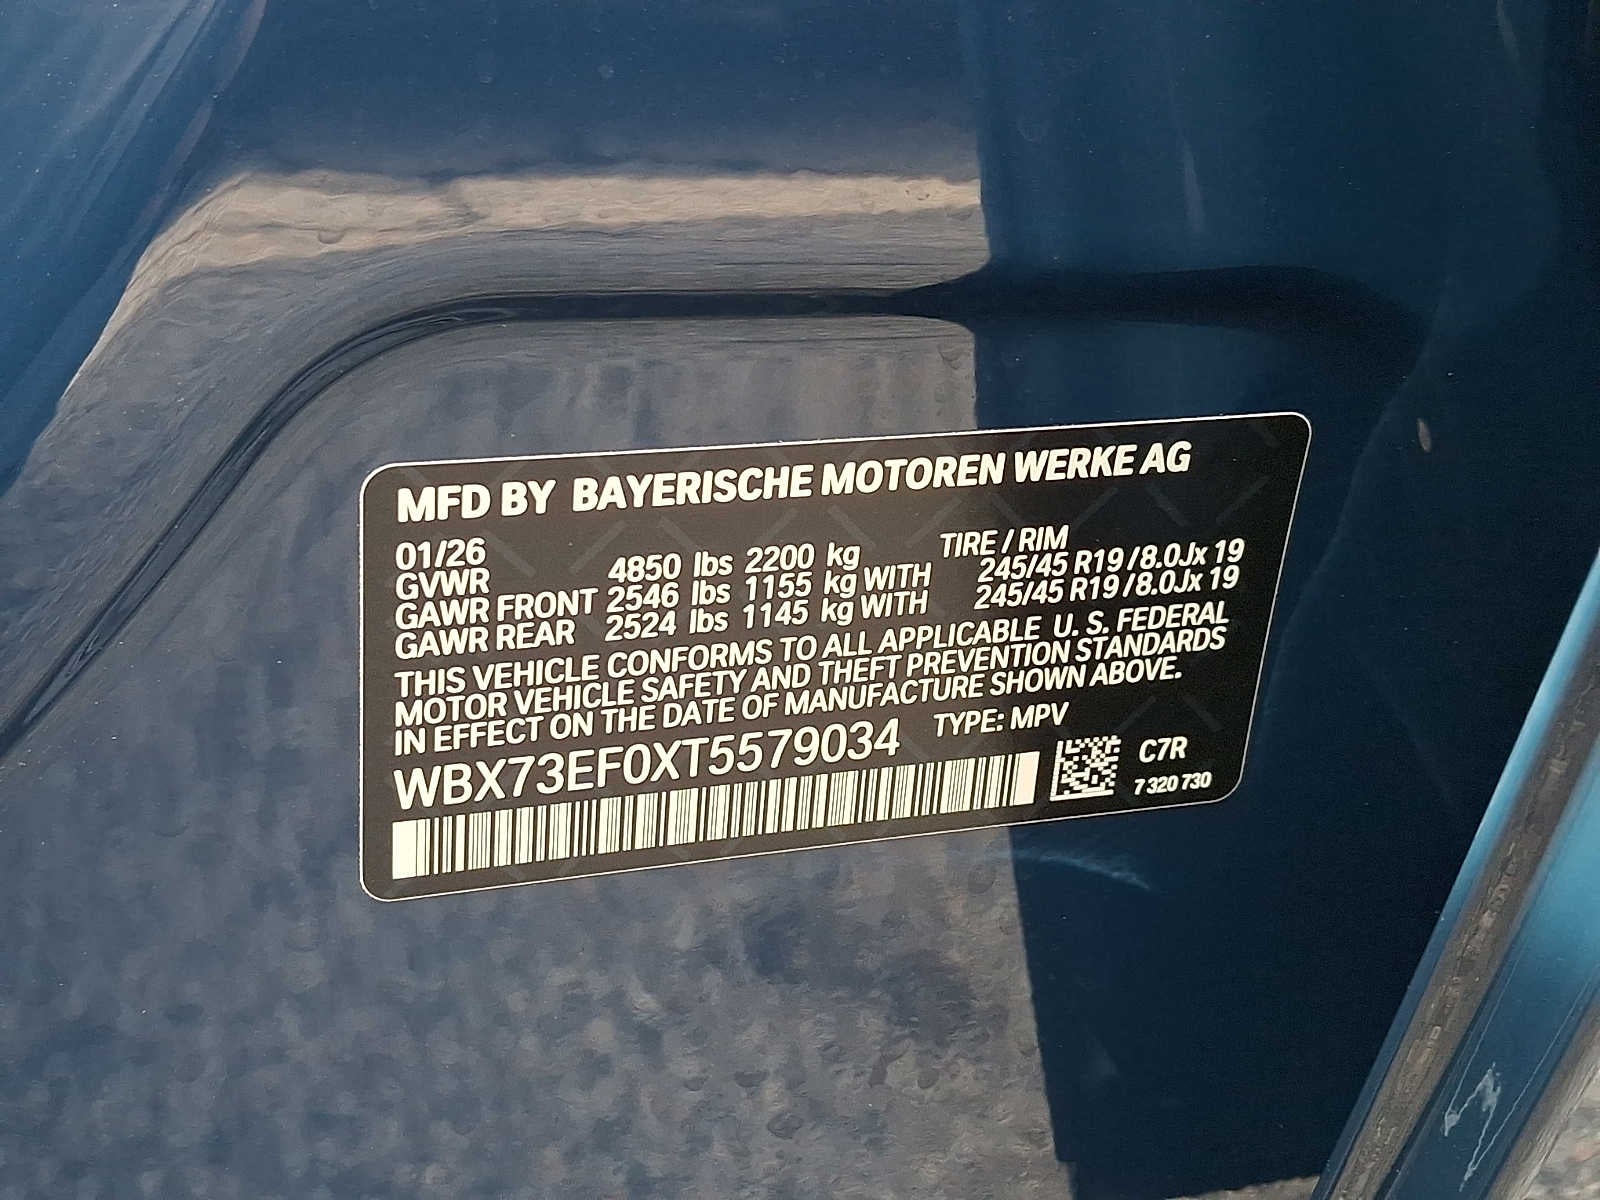 MFD BY BAYERISCHE MOTOREN WERKE AG
01/26 TIRE / RIM
GVWR 4850 lbs 2200 kg
GAWR FRONT 2546 lbs 1155 kg WITH 245/45 R19 /8.0Jx 19
GAWR REAR 2524 lbs 1145 kg WITH 245/45 R19 /8.0Jx 19
THIS VEHICLE CONFORMS TO ALL APPLICABLE U. S. FEDERAL
MOTOR VEHICLE SAFETY AND THEFT PREVENTION STANDARDS
IN EFFECT ON THE DATE OF MANUFACTURE SHOWN ABOVE.
WBX73EF0XT5579034 TYPE: MPV
C7R
7 320 730